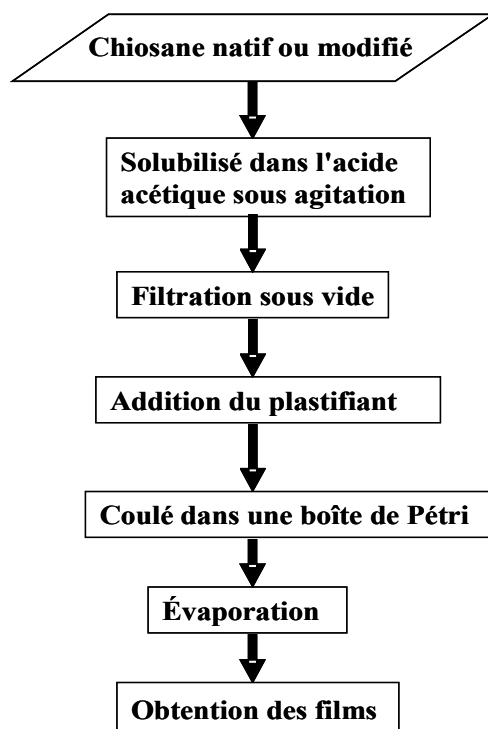 Chiosane natif ou modifié
Solubilisé dans l'acide
acétique sous agitation
Filtration sous vide
Addition du plastifiant
Coulé dans une boîte de Pétri
Évaporation
Obtention des films